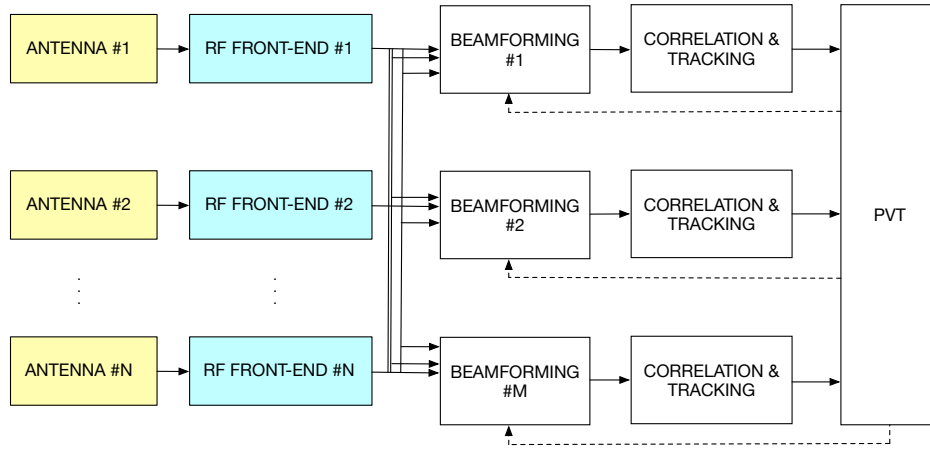 ANTENNA #1
RF FRONT-END #1
BEAMFORMING
#1
CORRELATION &
TRACKING
ANTENNA #2
RF FRONT-END #2
BEAMFORMING
#2
CORRELATION &
TRACKING
PVT
ANTENNA #N
RF FRONT-END #N
BEAMFORMING
#M
CORRELATION &
TRACKING